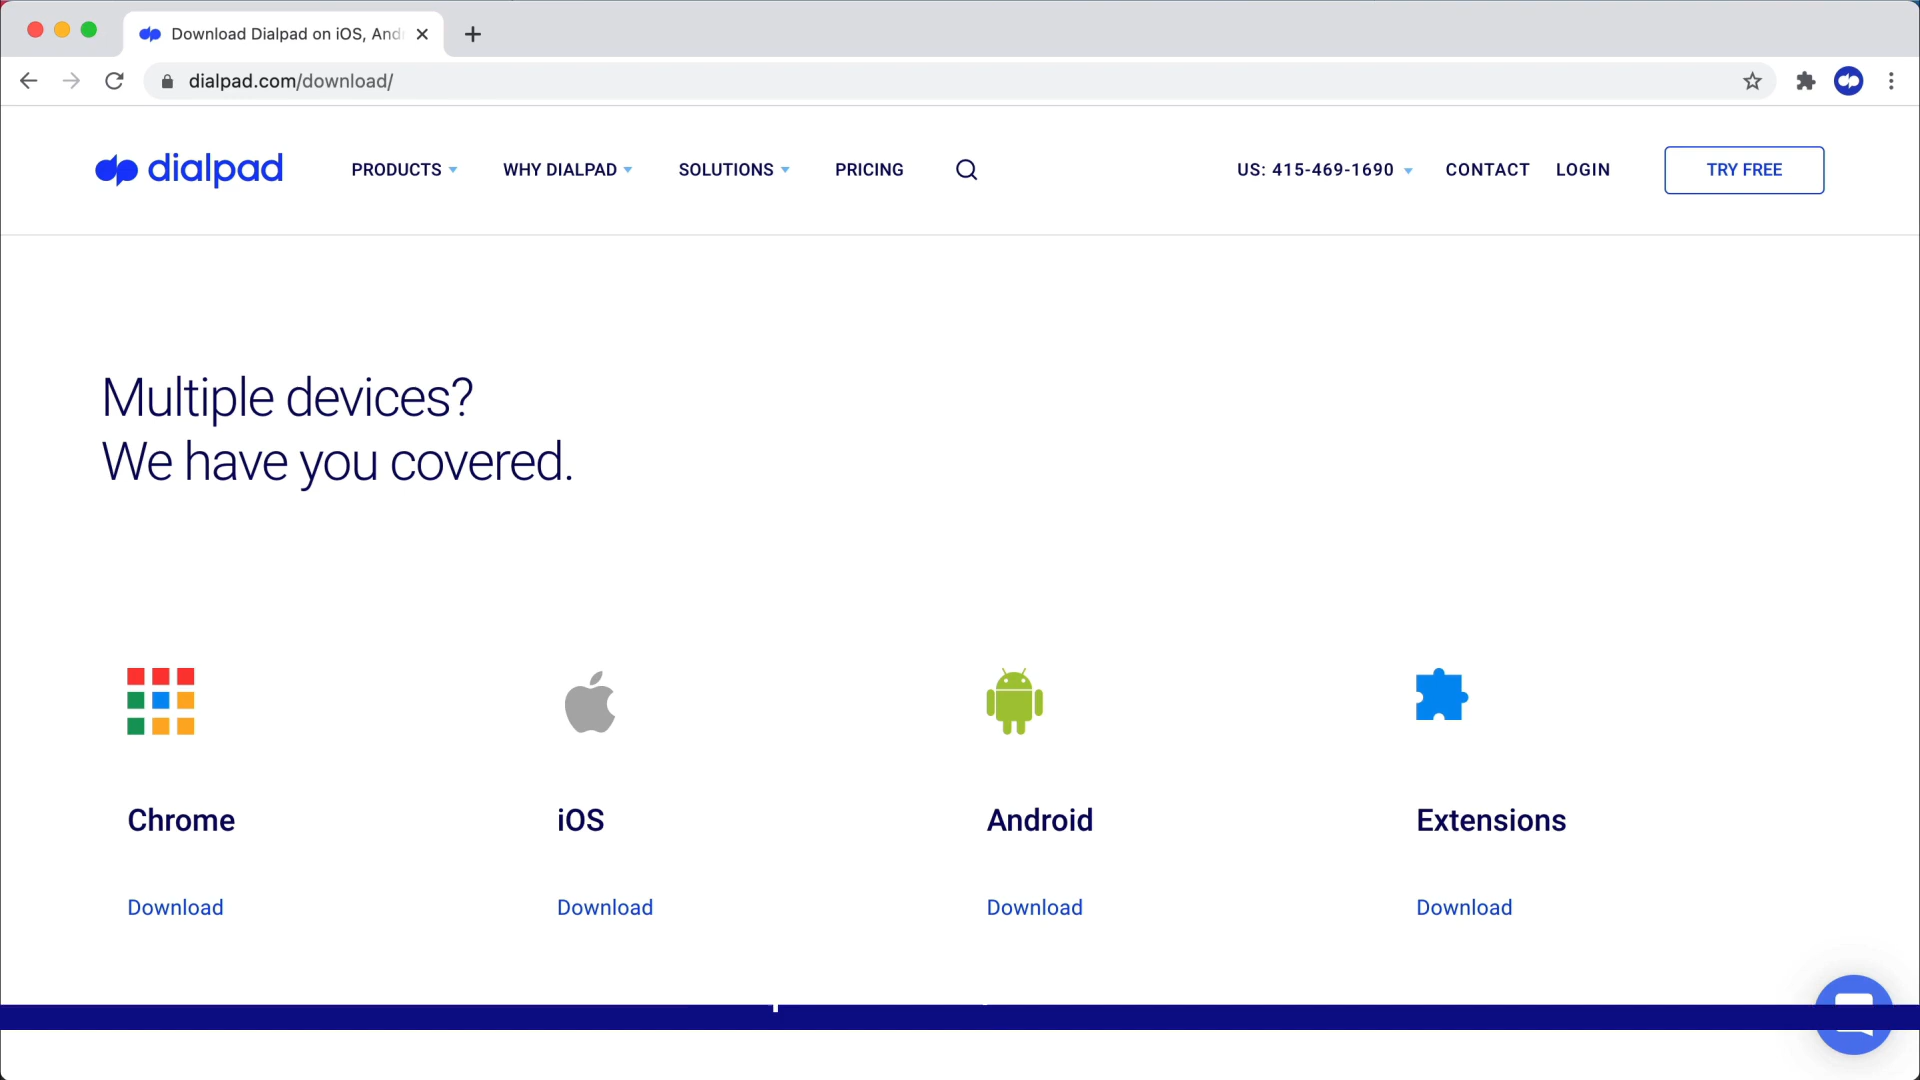 Download Dialpad on iOS, And
dialpad.com/download/
dialpad
PRODUCTS
WHY DIALPAD
SOLUTIONS
PRICING
US: 415-469-1690
CONTACT
LOGIN
TRY FREE
Multiple devices?
We have you covered.
Chrome
iOS
Android
Extensions
Download
Download
Download
Download